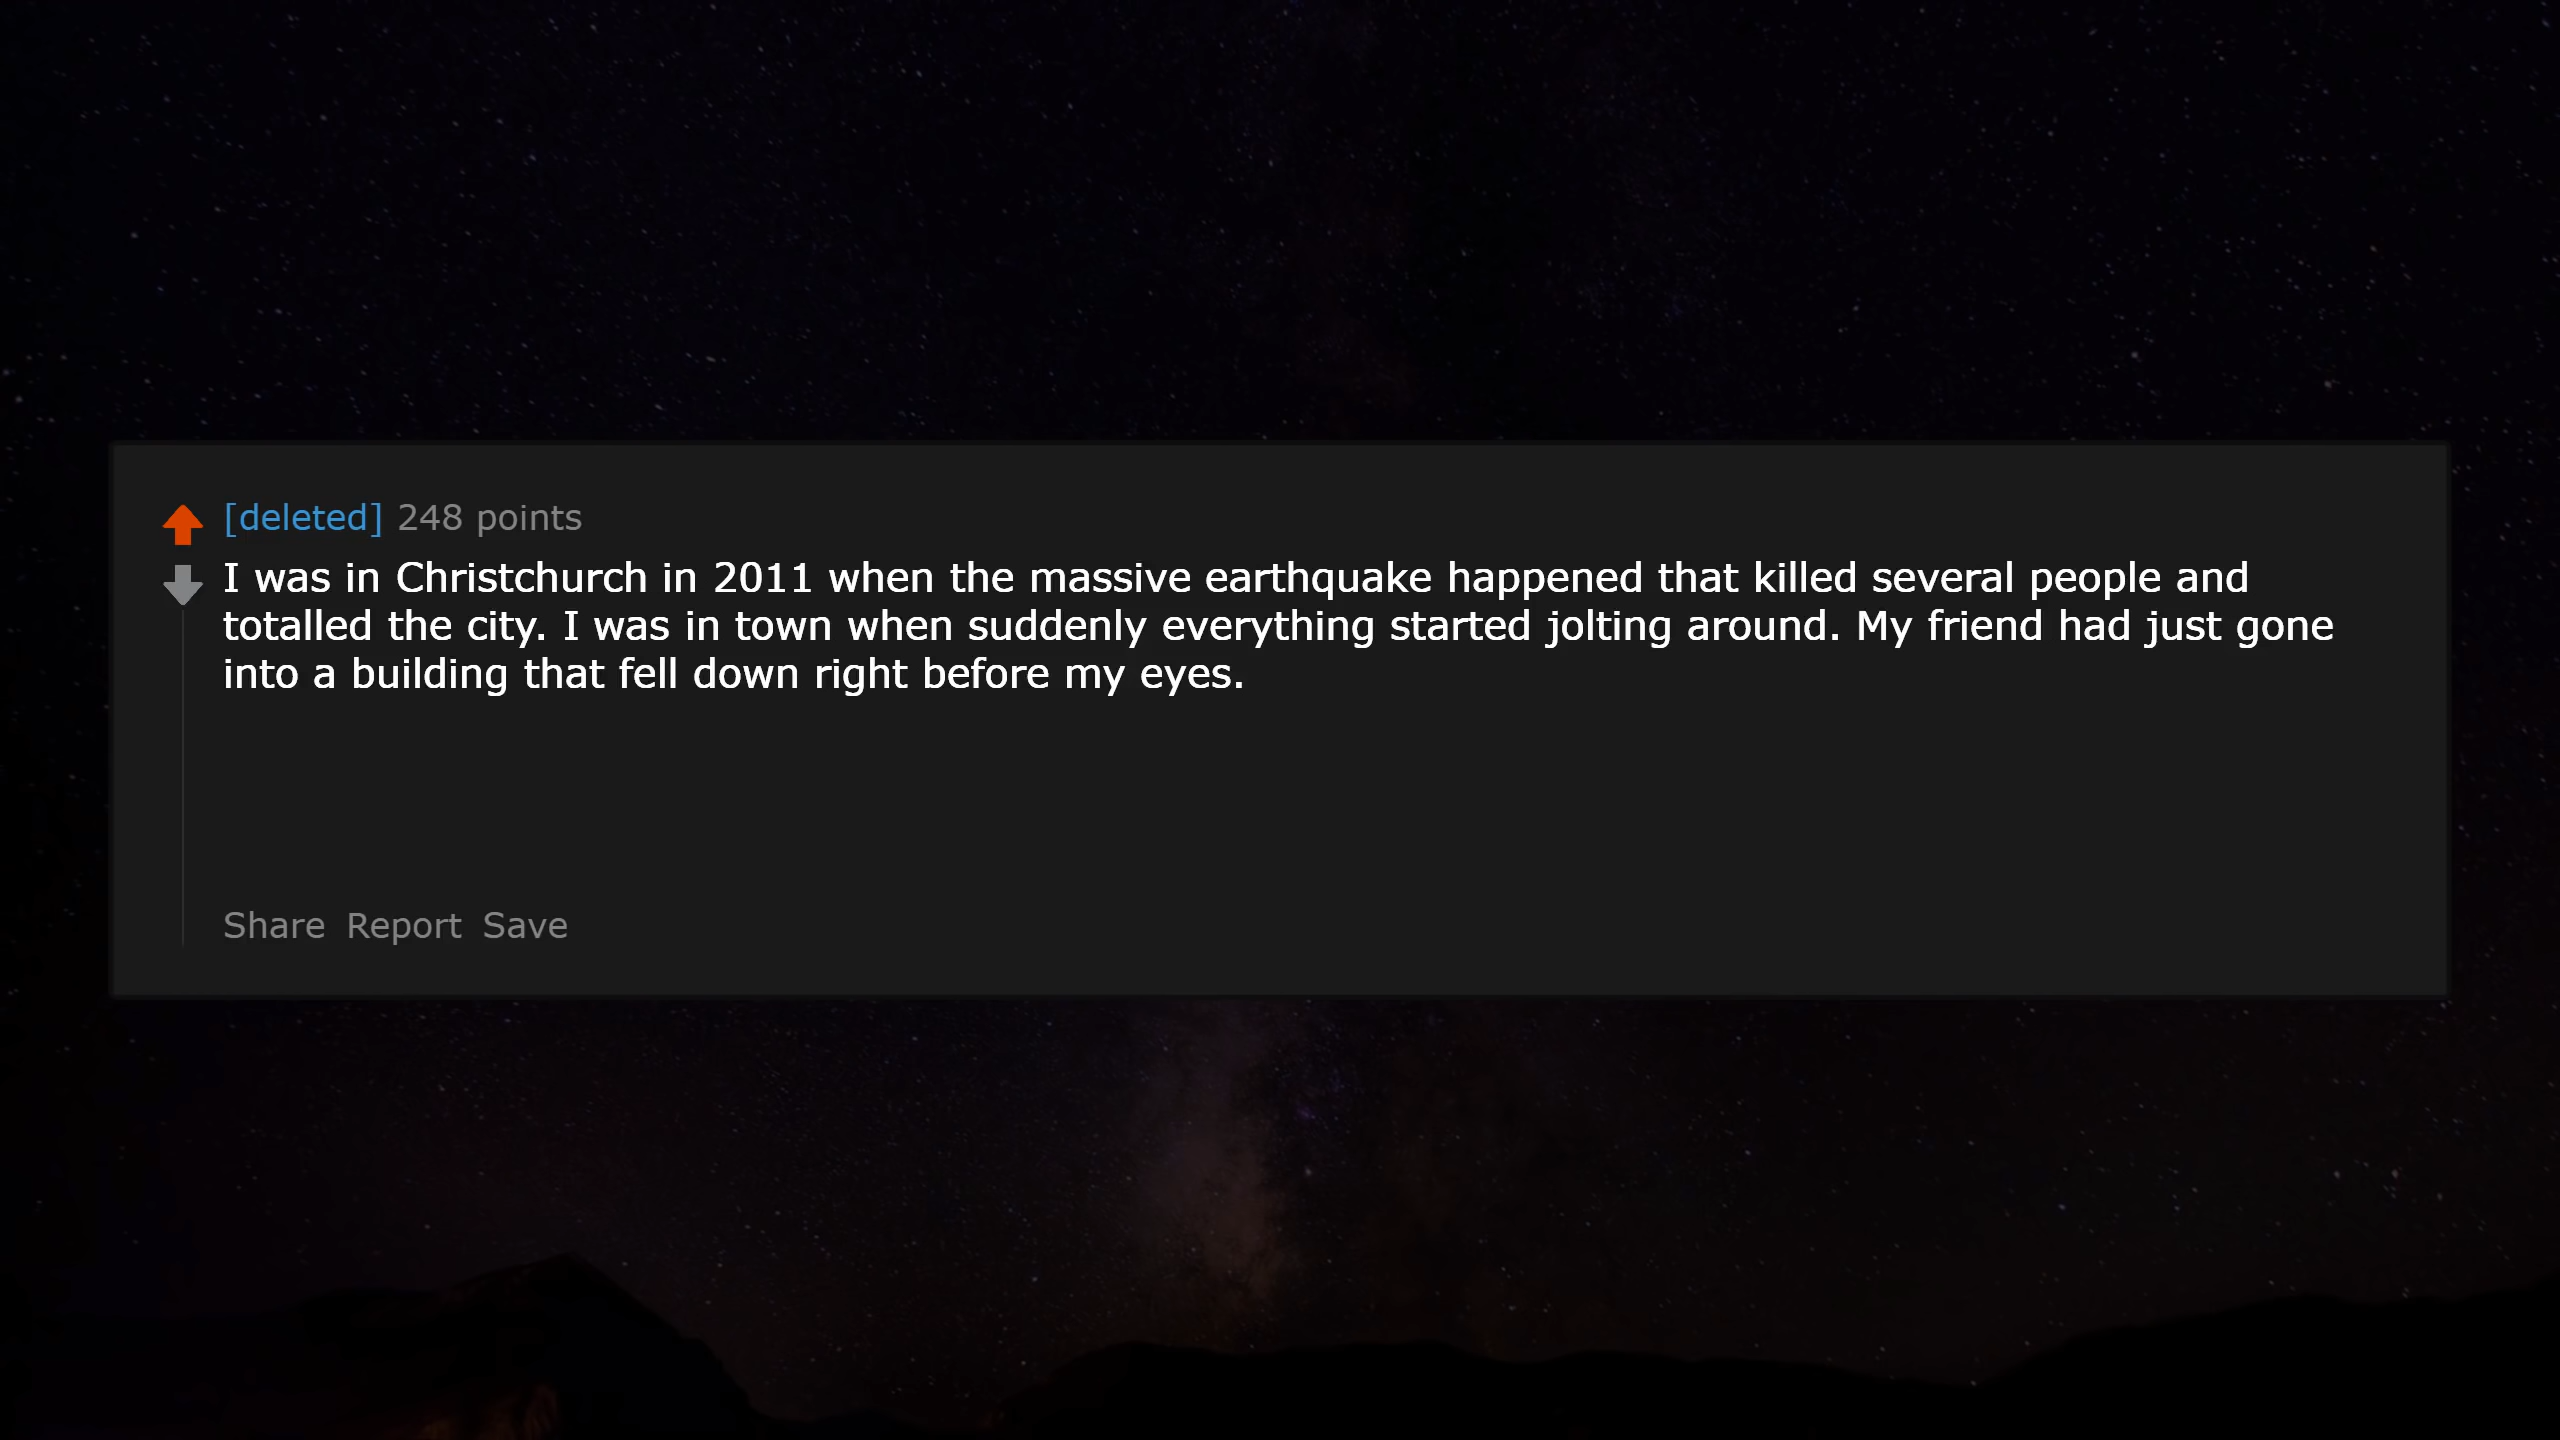 [deleted] 248 points
I was in Christchurch in 2011 when the massive earthquake happened that killed several people and
totalled the city. I was in town when suddenly everything started jolting around. My friend had just gone
into a building that fell down right before my eyes.
Share Report Save